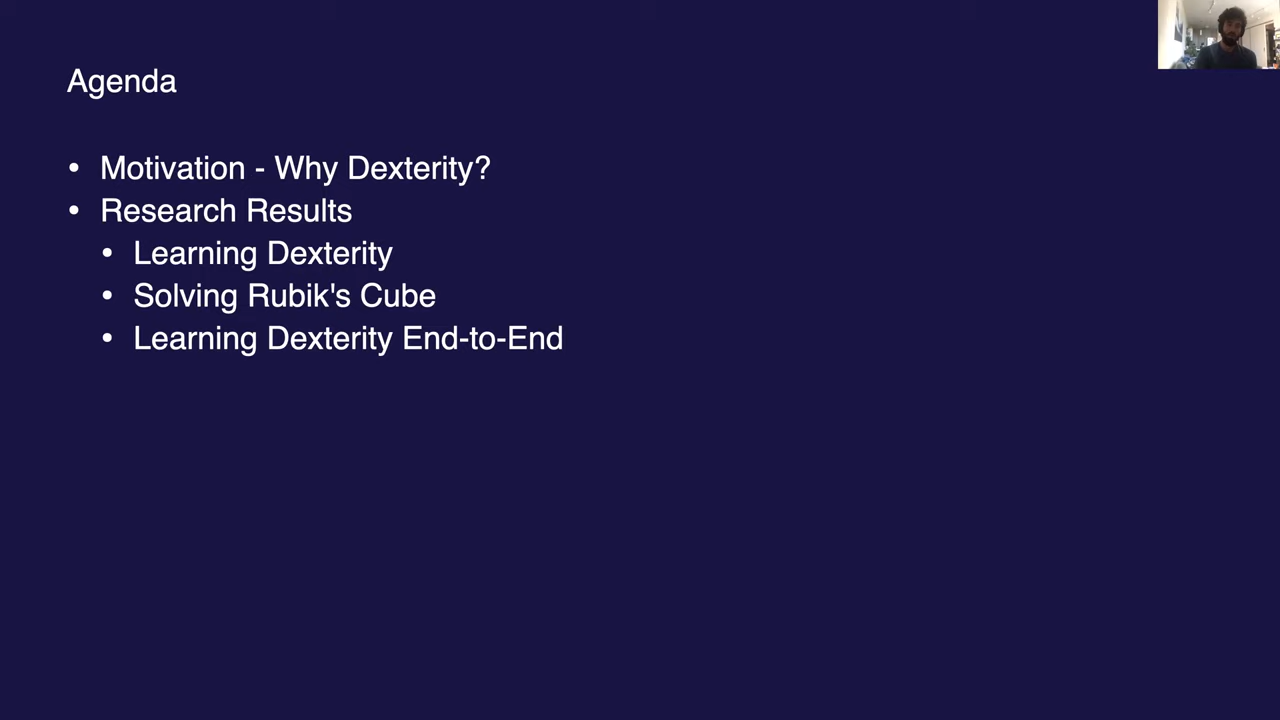 Agenda
• Motivation - Why Dexterity?
• Research Results
• Learning Dexterity
• Solving Rubik's Cube
• Learning Dexterity End-to-End